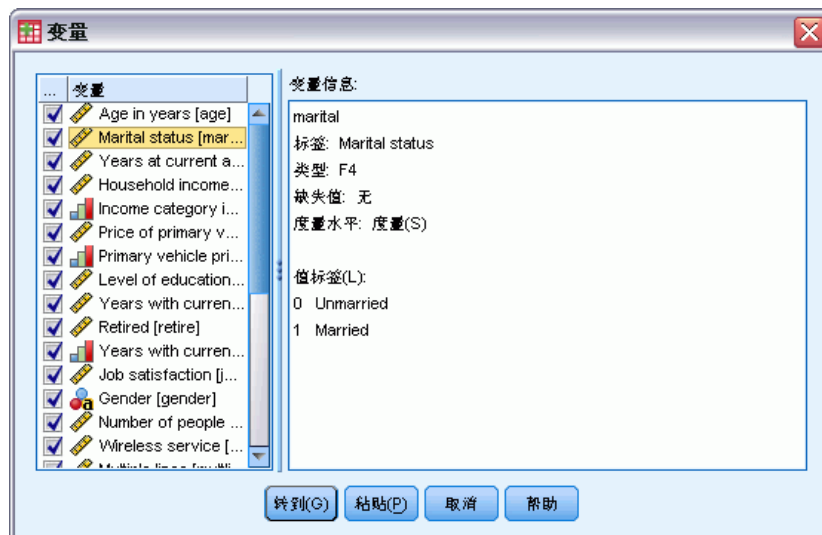 变量
... 变量
Age in years [age]
Marital status [mar...
Years at current a...
Household income...
Income category i...
Price of primary v...
Primary vehicle pri...
Level of education...
Years with curren...
Retired [retire]
Years with curren...
Job satisfaction [j...
Gender [gender]
Number of people ...
Wireless service [...
变量信息:
marital
标签: Marital status
类型: F4
缺失值: 无
度量水平: 度量(S)
值标签(L):
0 Unmarried
1 Married
转到(G) 粘贴(P) 取消 帮助